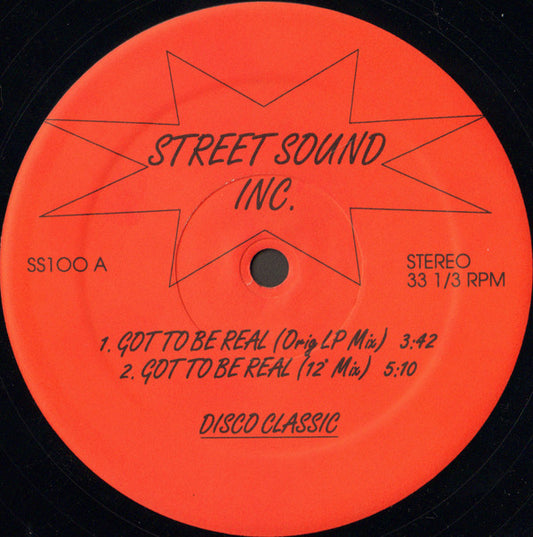 STREET SOUND
INC.
SS100 A
STEREO
33 1/3 RPM
1. GOT TO BE REAL (Orig LP Mix) 3:42
2. GOT TO BE REAL (12" Mix) 5:10
DISCO CLASSIC